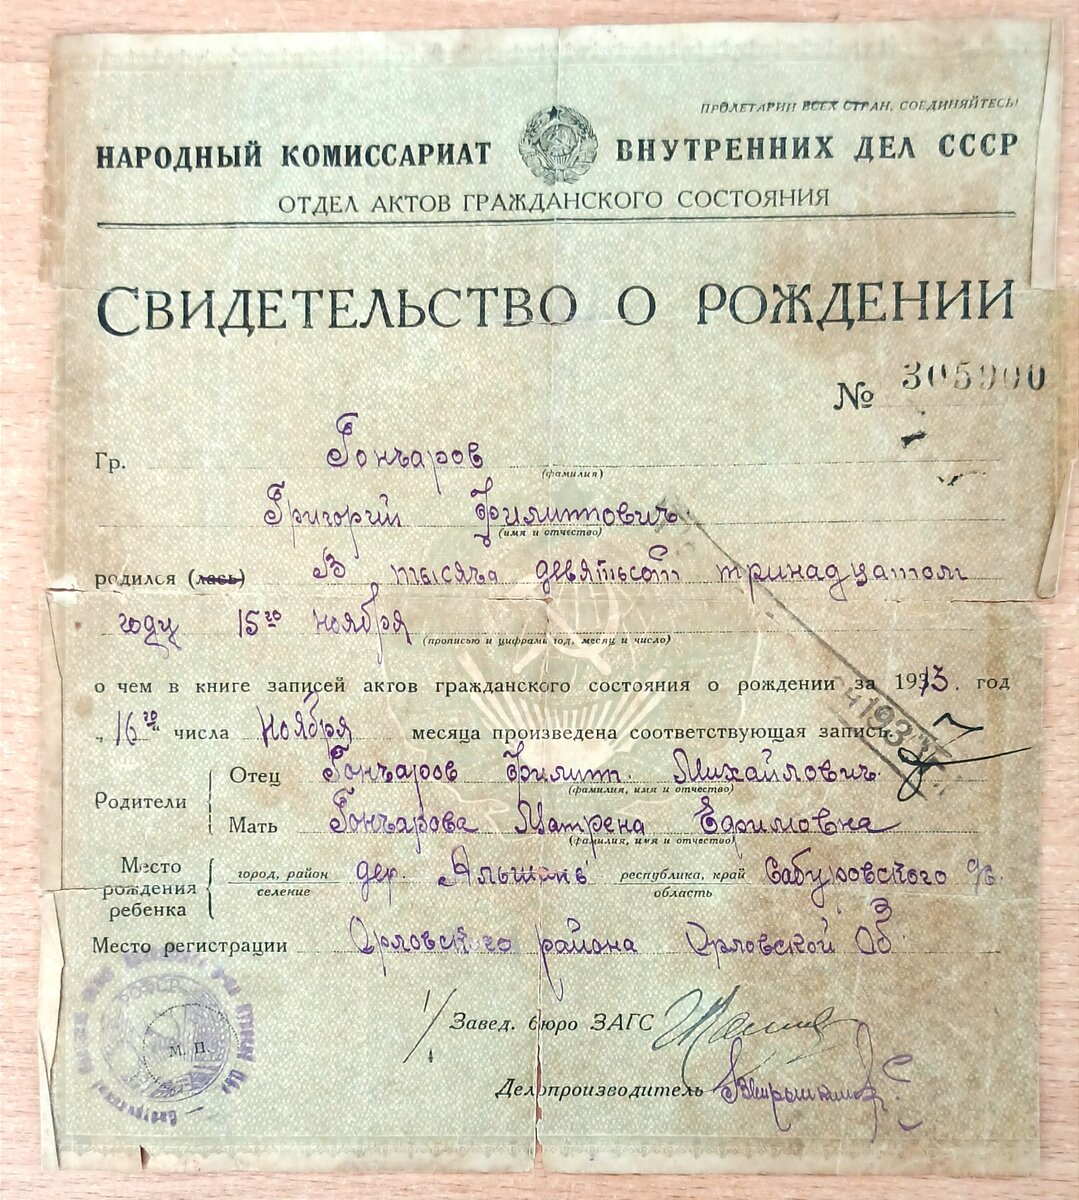 ПРОЛЕТАРИИ ВСЕХ СТРАН, СОЕДИНЯЙТЕСЬ!
НАРОДНЫЙ КОМИССАРИАТ ВНУТРЕННИХ ДЕЛ СССР
ОТДЕЛ АКТОВ ГРАЖДАНСКОГО СОСТОЯНИЯ
СВИДЕТЕЛЬСТВО О РОЖДЕНИИ
№ 305900
Гр. Гончаров
(фамилия)
Григорий Филиппович
(имя и отчество)
родился (лась) В тысяча девятьсот тринадцатом
году 15го ноября
(прописью и цифрами год, месяц и число)
о чем в книге записей актов гражданского состояния о рождении за 1913. год
„16го числа Ноября месяца произведена соответствующая запись
Родители
Отец Гончаров Филипп. Михайлович.
(фамилия, имя и отчество)
Мать Гончарова Матрена Ефимовна
(фамилия, имя и отчество)
Место рождения ребенка
город, район дер. республика, край Сабуровского с/с.
селение область
Место регистрации Орловского района Орловской Об
Завед. бюро ЗАГС
М. П.
Делопроизводитель